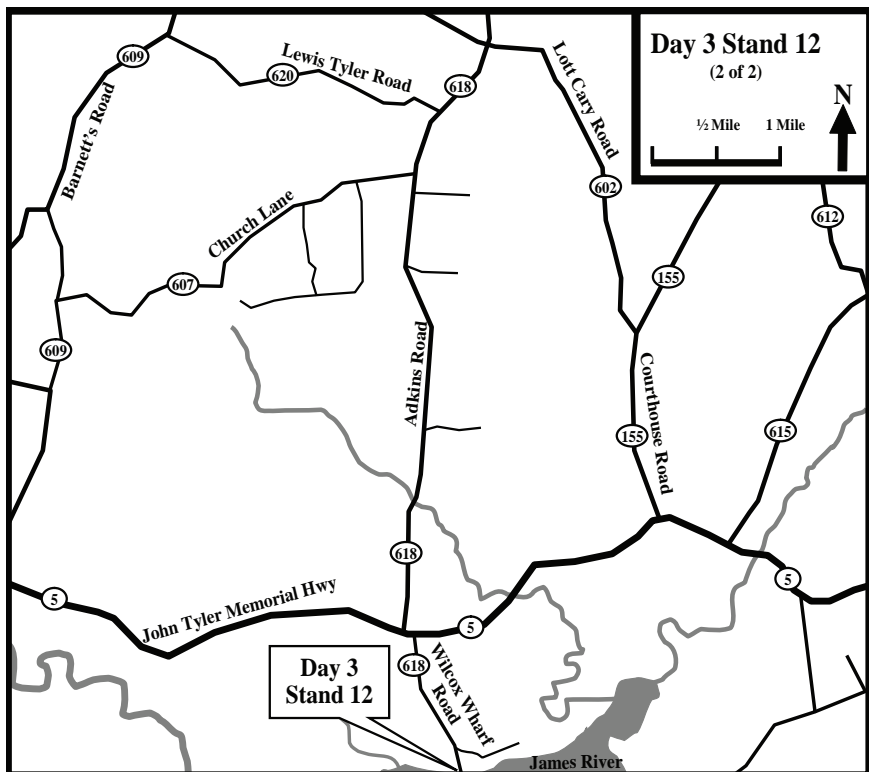 Day 3 Stand 12
(2 of 2)
½ Mile
1 Mile
N
609
Lewis Tyler Road
620
618
Lott Cary Road
Barnett's Road
602
612
Church Lane
607
155
609
Adkins Road
Courthouse Road
155
615
618
5
5
John Tyler Memorial Hwy
5
618
Wilcox Wharf
Road
Day 3
Stand 12
James River